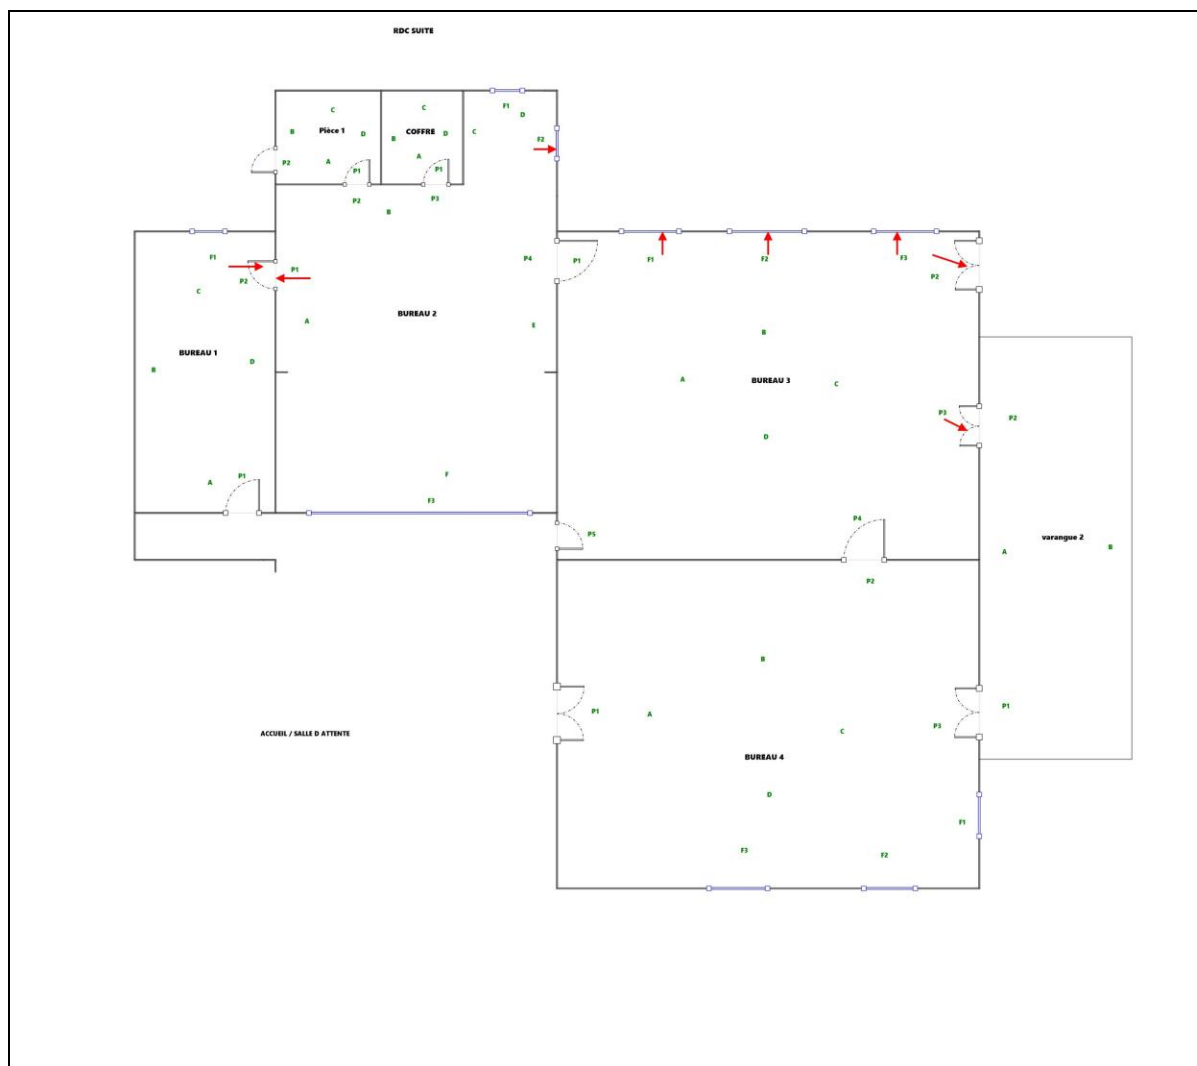 RDC SUITE
F1
C
C
D
B
Pièce 1
D
B
COFFRE
D
C
F2
A
A
P2
P1
P1
P2
P3
B
F1
P1
P4
P1
F1
F2
F3
P2
P2
C
BUREAU 2
A
E
B
BUREAU 1
D
B
A
BUREAU 3
C
P3
P2
D
A
P1
F
F3
P4
P5
varangue 2
A
B
P2
B
P1
A
P3
P1
C
ACCUEIL / SALLE D ATTENTE
BUREAU 4
D
F1
F3
F2